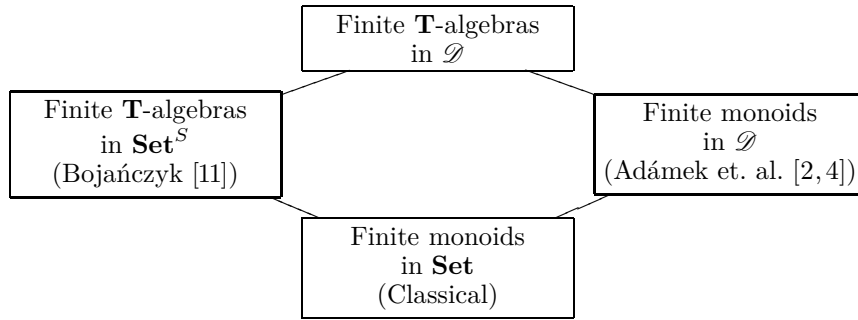 Finite T-algebras
in 𝒟
Finite T-algebras
in Set^S
(Bojańczyk [11])
Finite monoids
in 𝒟
(Adámek et. al. [2, 4])
Finite monoids
in Set
(Classical)